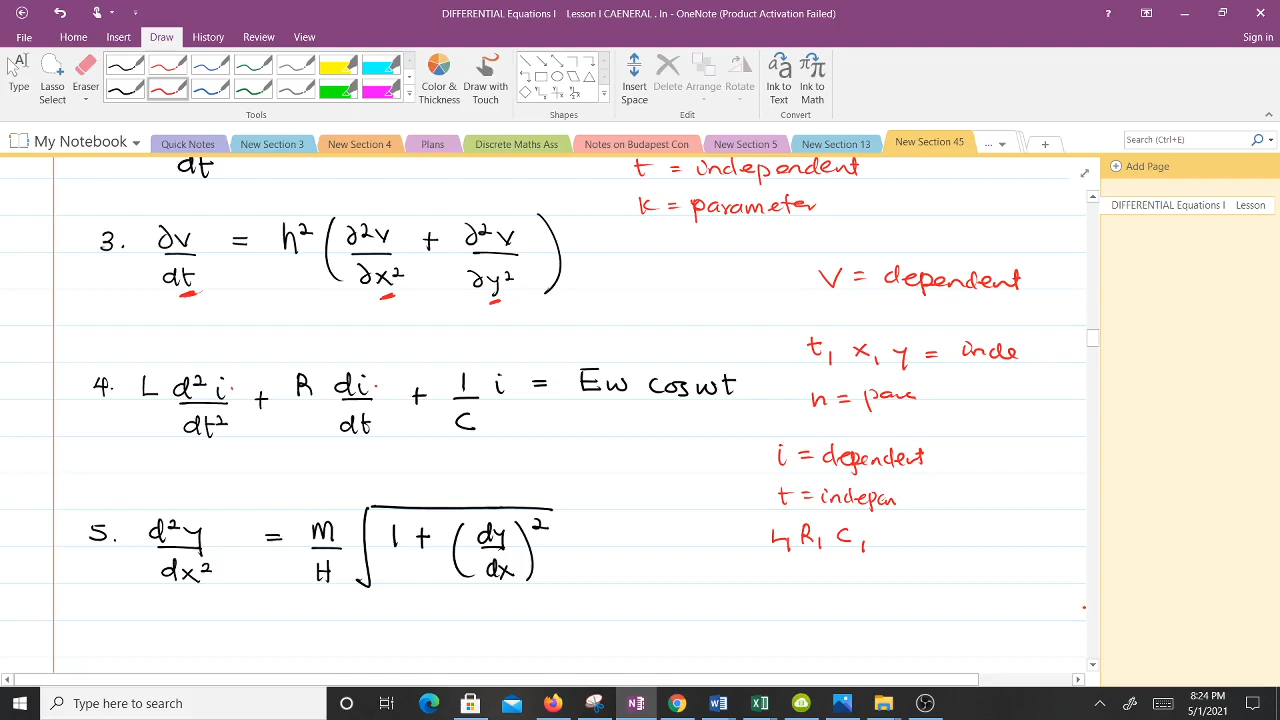 DIFFERENTIAL Equations I Lesson I CAENERAL . In - OneNote (Product Activation Failed)
File Home Insert Draw History Review View Sign in
Type Lasso Select Eraser Color & Thickness Draw with Touch Insert Space Delete Arrange Rotate Ink to Text Ink to Math
Tools Shapes Edit Convert
My Notebook Quick Notes New Section 3 New Section 4 Plans Discrete Maths Ass Notes on Budapest Con New Section 5 New Section 13 New Section 45 ... Search (Ctrl+E)
Add Page
DIFFERENTIAL Equations I Lesson
dt
t = independent
k = parameter
3. ∂v/dt = h² (∂²v/∂x² + ∂²v/∂y²)
V = dependent
t, x, y = inde
h = para
4. L d²i/dt² + R di/dt + 1/C i = Ew cos wt
i = dependent
t = indepen
L, R, C,
5. d²y/dx² = M/H √(1 + (dy/dx)²)
Type here to search
8:24 PM
5/1/2021